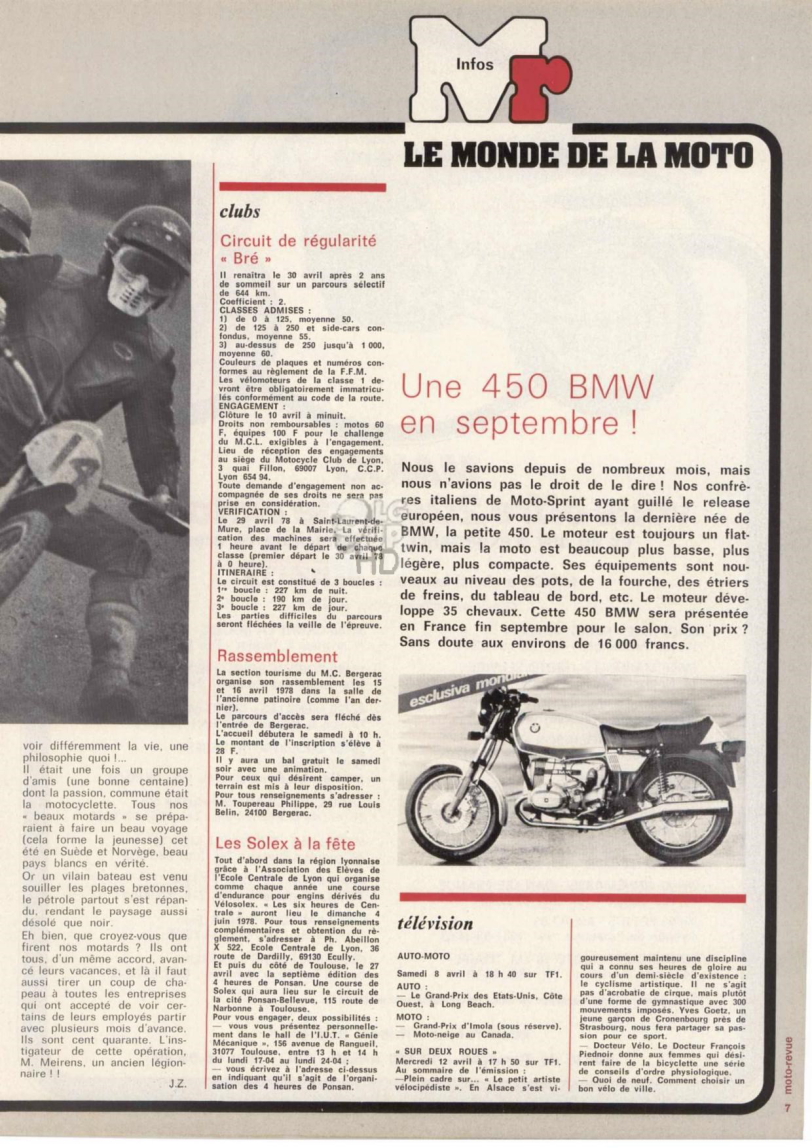 Infos
Mr
LE MONDE DE LA MOTO
voir différemment la vie, une
philosophie quoi !...
Il était une fois un groupe
d'amis (une bonne centaine)
dont la passion, commune était
la motocyclette. Tous nos
« beaux motards » se prépa-
raient à faire un beau voyage
(cela forme la jeunesse) cet
été en Suède et Norvège, beau
pays blancs en vérité.
Or un vilain bateau est venu
souiller les plages bretonnes,
le pétrole partout s'est répan-
du, rendant le paysage aussi
désolé que noir.
Eh bien, que croyez-vous que
firent nos motards ? Ils ont
tous, d'un même accord, avan-
cé leurs vacances, et là il faut
aussi tirer un coup de cha-
peau à toutes les entreprises
qui ont accepté de voir cer-
tains de leurs employés partir
avec plusieurs mois d'avance.
Ils sont cent quarante. L'ins-
tigateur de cette opération,
M. Meirens, un ancien légion-
naire ! !
J.Z.
clubs
Circuit de régularité
« Bré »
Il renaîtra le 30 avril après 2 ans
de sommeil sur un parcours sélectif
de 644 km.
Coefficient : 2.
CLASSES ADMISES :
1) de 0 à 125, moyenne 50.
2) de 125 à 250 et side-cars con-
fondus, moyenne 55.
3) au-dessus de 250 jusqu'à 1 000,
moyenne 60.
Couleurs de plaques et numéros con-
formes au règlement de la F.F.M.
Les vélomoteurs de la classe 1 de-
vront être obligatoirement immatricu-
lés conformément au code de la route.
ENGAGEMENT :
Clôture le 10 avril à minuit.
Droits non remboursables : motos 60
F, équipes 100 F pour le challenge
du M.C.L. exigibles à l'engagement.
Lieu de réception des engagements
au siège du Motocycle Club de Lyon,
3 quai Fillon, 69007 Lyon, C.C.P.
Lyon 654 94.
Toute demande d'engagement non ac-
compagnée de ses droits ne sera pas
prise en considération.
VERIFICATION :
Le 29 avril 78 à Saint-Laurent-de-
Mure, place de la Mairie. La vérifi-
cation des machines sera effectuée
1 heure avant le départ de chaque
classe (premier départ le 30 avril 78
à 0 heure).
ITINERAIRE :
Le circuit est constitué de 3 boucles :
1re boucle : 227 km de nuit.
2e boucle : 190 km de jour.
3e boucle : 227 km de jour.
Les parties difficiles du parcours
seront fléchées la veille de l'épreuve.
Rassemblement
La section tourisme du M.C. Bergerac
organise son rassemblement les 15
et 16 avril 1978 dans la salle de
l'ancienne patinoire (comme l'an der-
nier).
Le parcours d'accès sera fléché dès
l'entrée de Bergerac.
L'accueil débutera le samedi à 10 h.
Le montant de l'inscription s'élève à
28 F.
Il y aura un bal gratuit le samedi
soir avec une animation.
Pour ceux qui désirent camper, un
terrain est mis à leur disposition.
Pour tous renseignements s'adresser :
M. Toupereau Philippe, 29 rue Louis
Belin, 24100 Bergerac.
Les Solex à la fête
Tout d'abord dans la région lyonnaise
grâce à l'Association des Elèves de
l'Ecole Centrale de Lyon qui organise
comme chaque année une course
d'endurance pour engins dérivés du
Vélosolex. « Les six heures de Cen-
trale » auront lieu le dimanche 4
juin 1978. Pour tous renseignements
complémentaires et obtention du rè-
glement, s'adresser à Ph. Abeillon
X 522, Ecole Centrale de Lyon, 36
route de Dardilly, 69130 Ecully.
Et puis du côté de Toulouse, le 27
avril avec la septième édition des
4 heures de Ponsan. Une course de
Solex qui aura lieu sur le circuit de
la cité Ponsan-Bellevue, 115 route de
Narbonne à Toulouse.
Pour vous engager, deux possibilités :
— vous vous présentez personnelle-
ment dans le hall de l'I.U.T. « Génie
Mécanique », 156 avenue de Rangueil,
31077 Toulouse, entre 13 h et 14 h
du lundi 17-04 au lundi 24-04 ;
— vous écrivez à l'adresse ci-dessus
en indiquant qu'il s'agit de l'organi-
sation des 4 heures de Ponsan.
Une 450 BMW
en septembre !
Nous le savions depuis de nombreux mois, mais
nous n'avions pas le droit de le dire ! Nos confrè-
res italiens de Moto-Sprint ayant guillé le release
européen, nous vous présentons la dernière née de
BMW, la petite 450. Le moteur est toujours un flat-
twin, mais la moto est beaucoup plus basse, plus
légère, plus compacte. Ses équipements sont nou-
veaux au niveau des pots, de la fourche, des étriers
de freins, du tableau de bord, etc. Le moteur déve-
loppe 35 chevaux. Cette 450 BMW sera présentée
en France fin septembre pour le salon. Son prix ?
Sans doute aux environs de 16 000 francs.
esclusiva mondiale
télévision
AUTO-MOTO
Samedi 8 avril à 18 h 40 sur TF1.
AUTO :
— Le Grand-Prix des Etats-Unis, Côte
Ouest, à Long Beach.
MOTO :
— Grand-Prix d'Imola (sous réserve).
— Moto-neige au Canada.
« SUR DEUX ROUES »
Mercredi 12 avril à 17 h 50 sur TF1.
Au sommaire de l'émission :
—Plein cadre sur... « Le petit artiste
vélocipédiste ». En Alsace s'est vi-
goureusement maintenu une discipline
qui a connu ses heures de gloire au
cours d'un demi-siècle d'existence :
le cyclisme artistique. Il ne s'agit
pas d'acrobatie de cirque, mais plutôt
d'une forme de gymnastique avec 300
mouvements imposés. Yves Goetz, un
jeune garçon de Cronenbourg près de
Strasbourg, nous fera partager sa pas-
sion pour ce sport.
— Docteur Vélo. Le Docteur François
Piednoir donne aux femmes qui dési-
rent faire de la bicyclette une série
de conseils d'ordre physiologique.
— Quoi de neuf. Comment choisir un
bon vélo de ville.
moto-revue
7